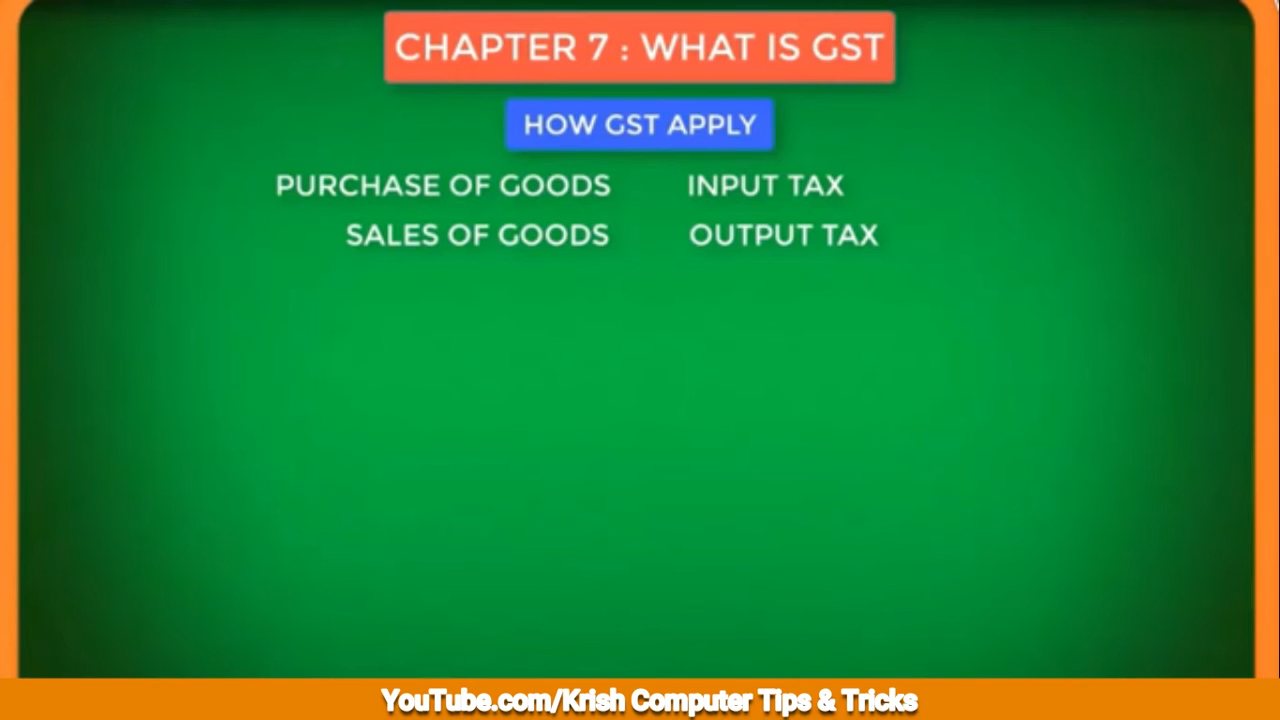 CHAPTER 7 : WHAT IS GST
HOW GST APPLY
PURCHASE OF GOODS INPUT TAX
SALES OF GOODS OUTPUT TAX
YouTube.com/Krish Computer Tips & Tricks